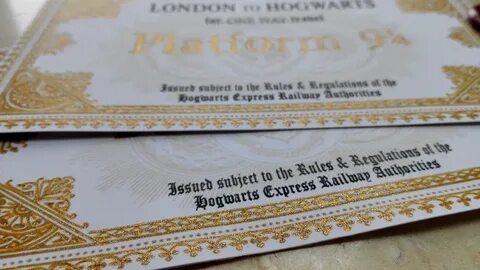 LONDON TO HOGWARTS
for ONE WAY travel
Platform 9¾
Issued subject to the Rules & Regulations of the
Hogwarts Express Railway Authorities
Issued subject to the Rules & Regulations of the
Hogwarts Express Railway Authorities